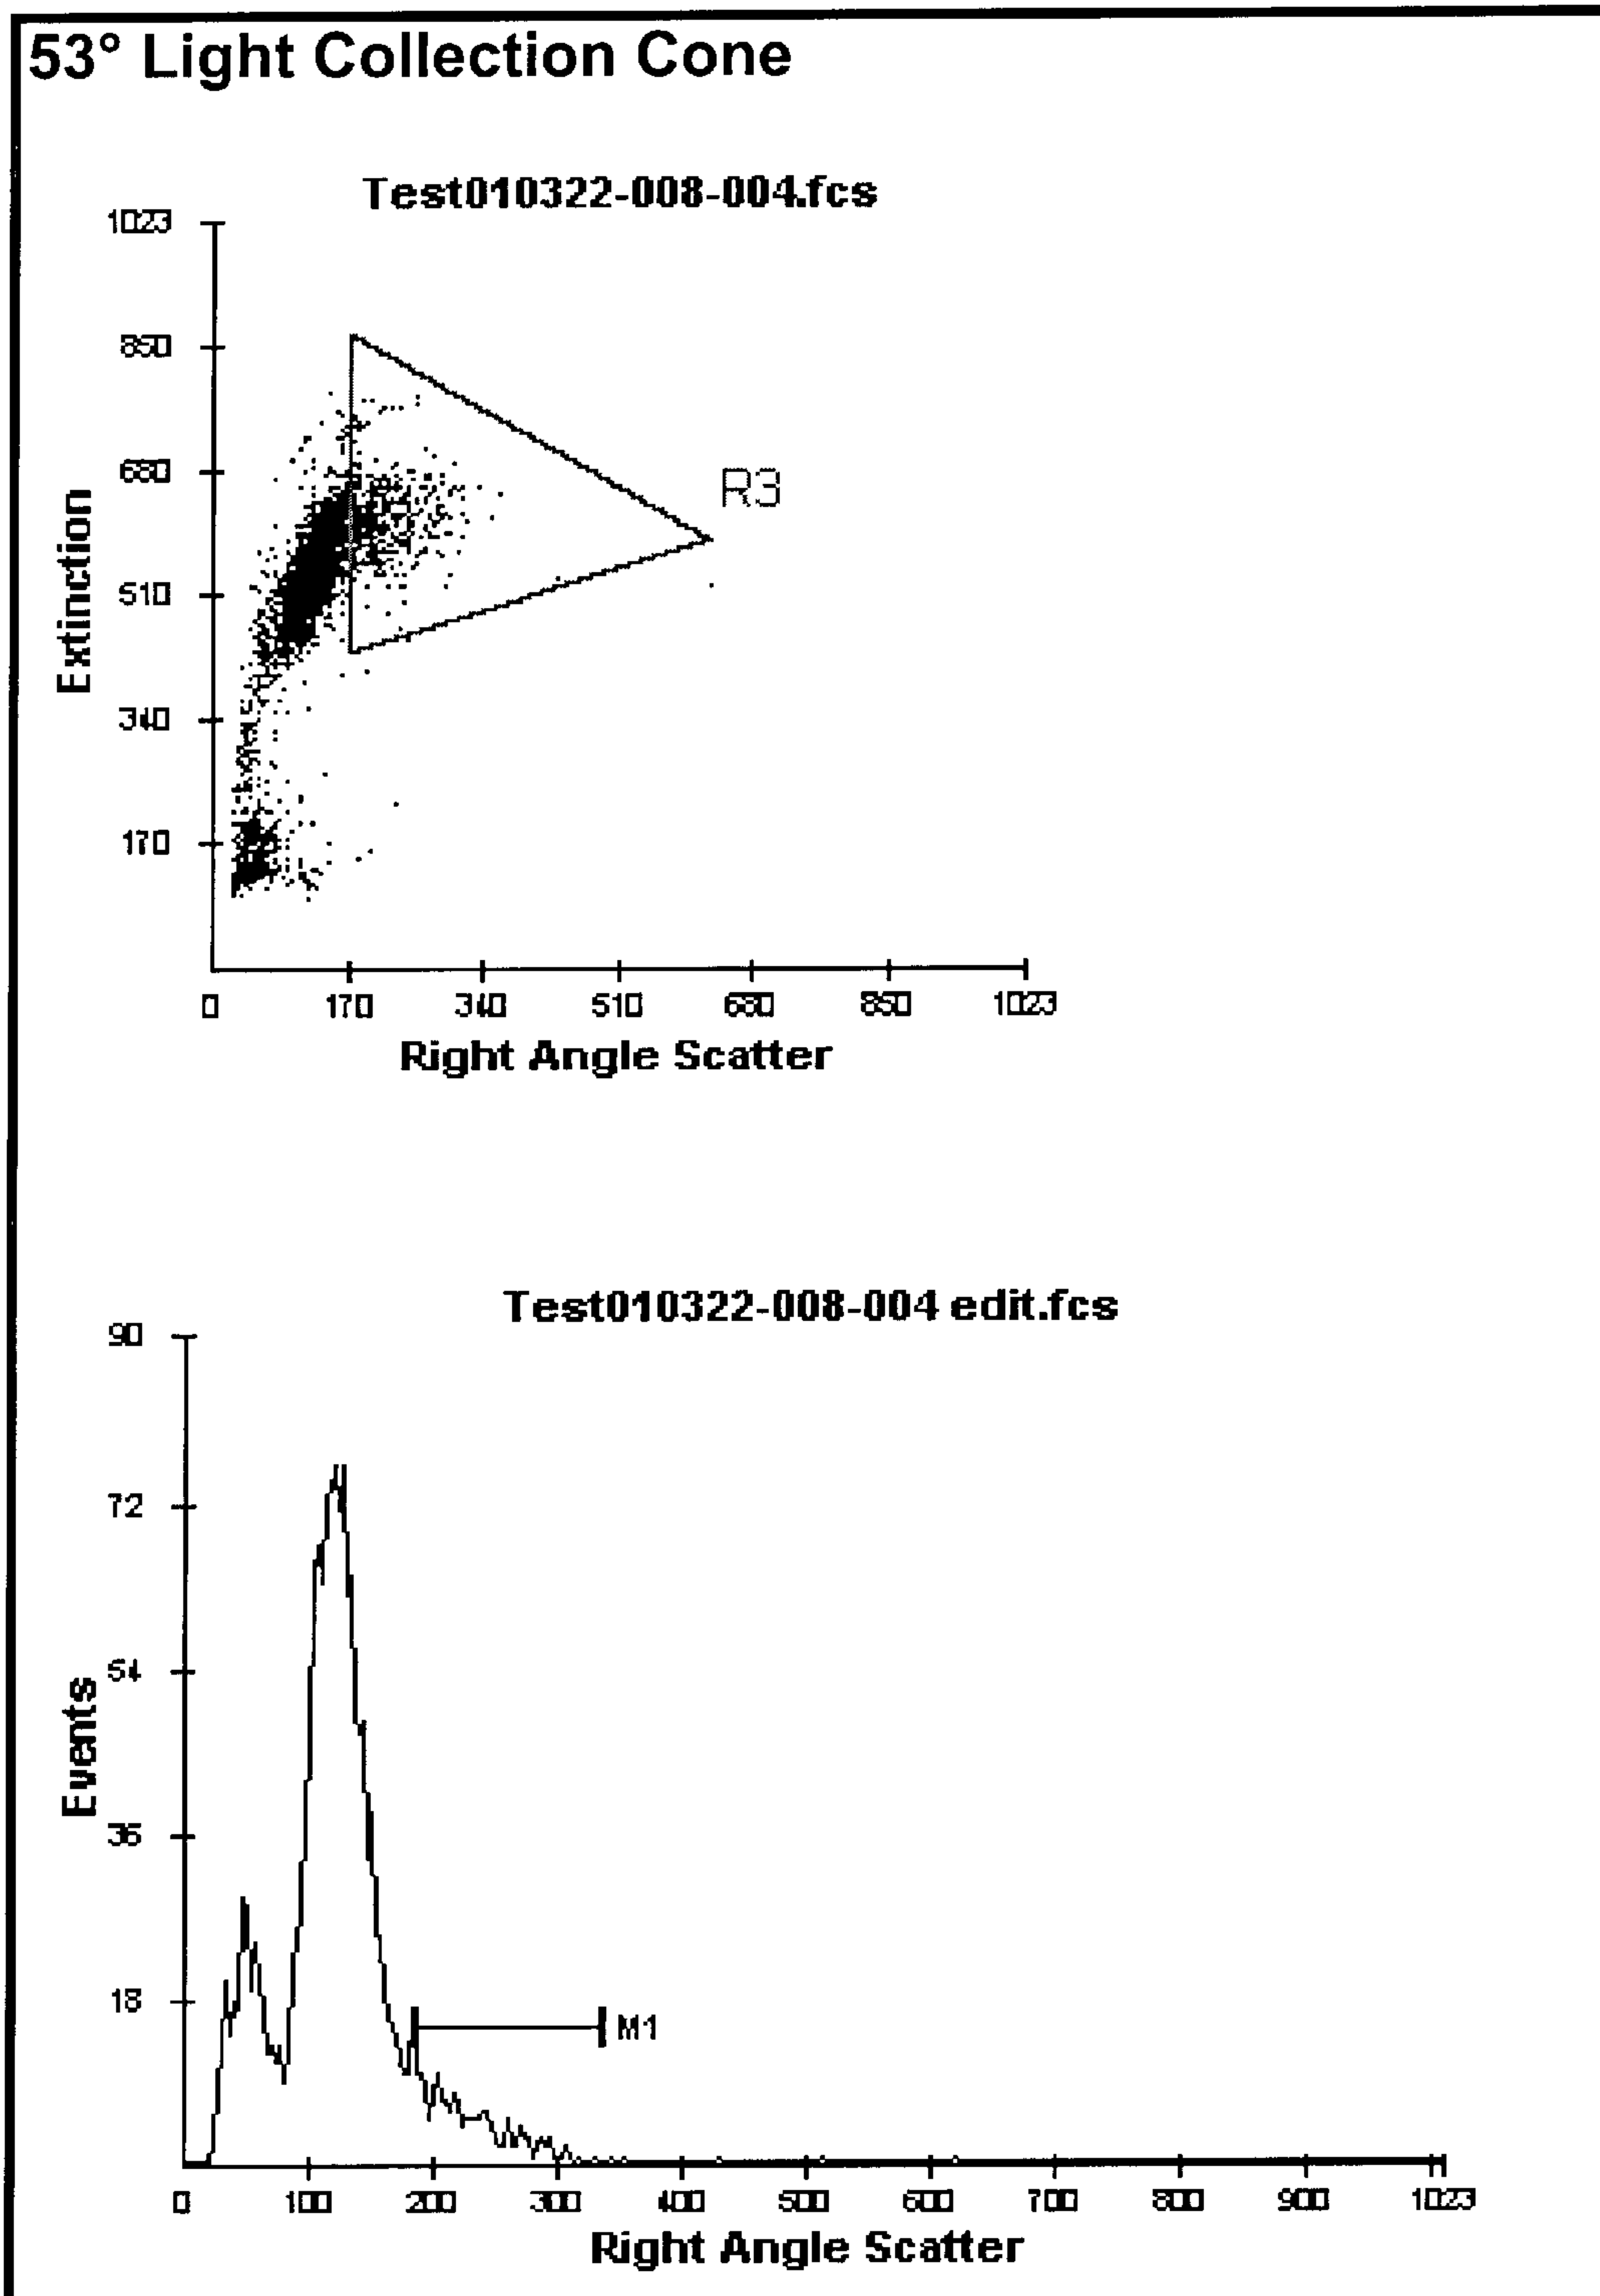 53° Light Collection Cone
Test010322-008-004.fcs
1023
850
680
510
340
170
Extinction
R3
0 170 340 510 680 850 1023
Right Angle Scatter
Test010322-008-004 edit.fcs
90
72
54
36
18
Events
M1
0 100 200 300 400 500 600 700 800 900 1023
Right Angle Scatter